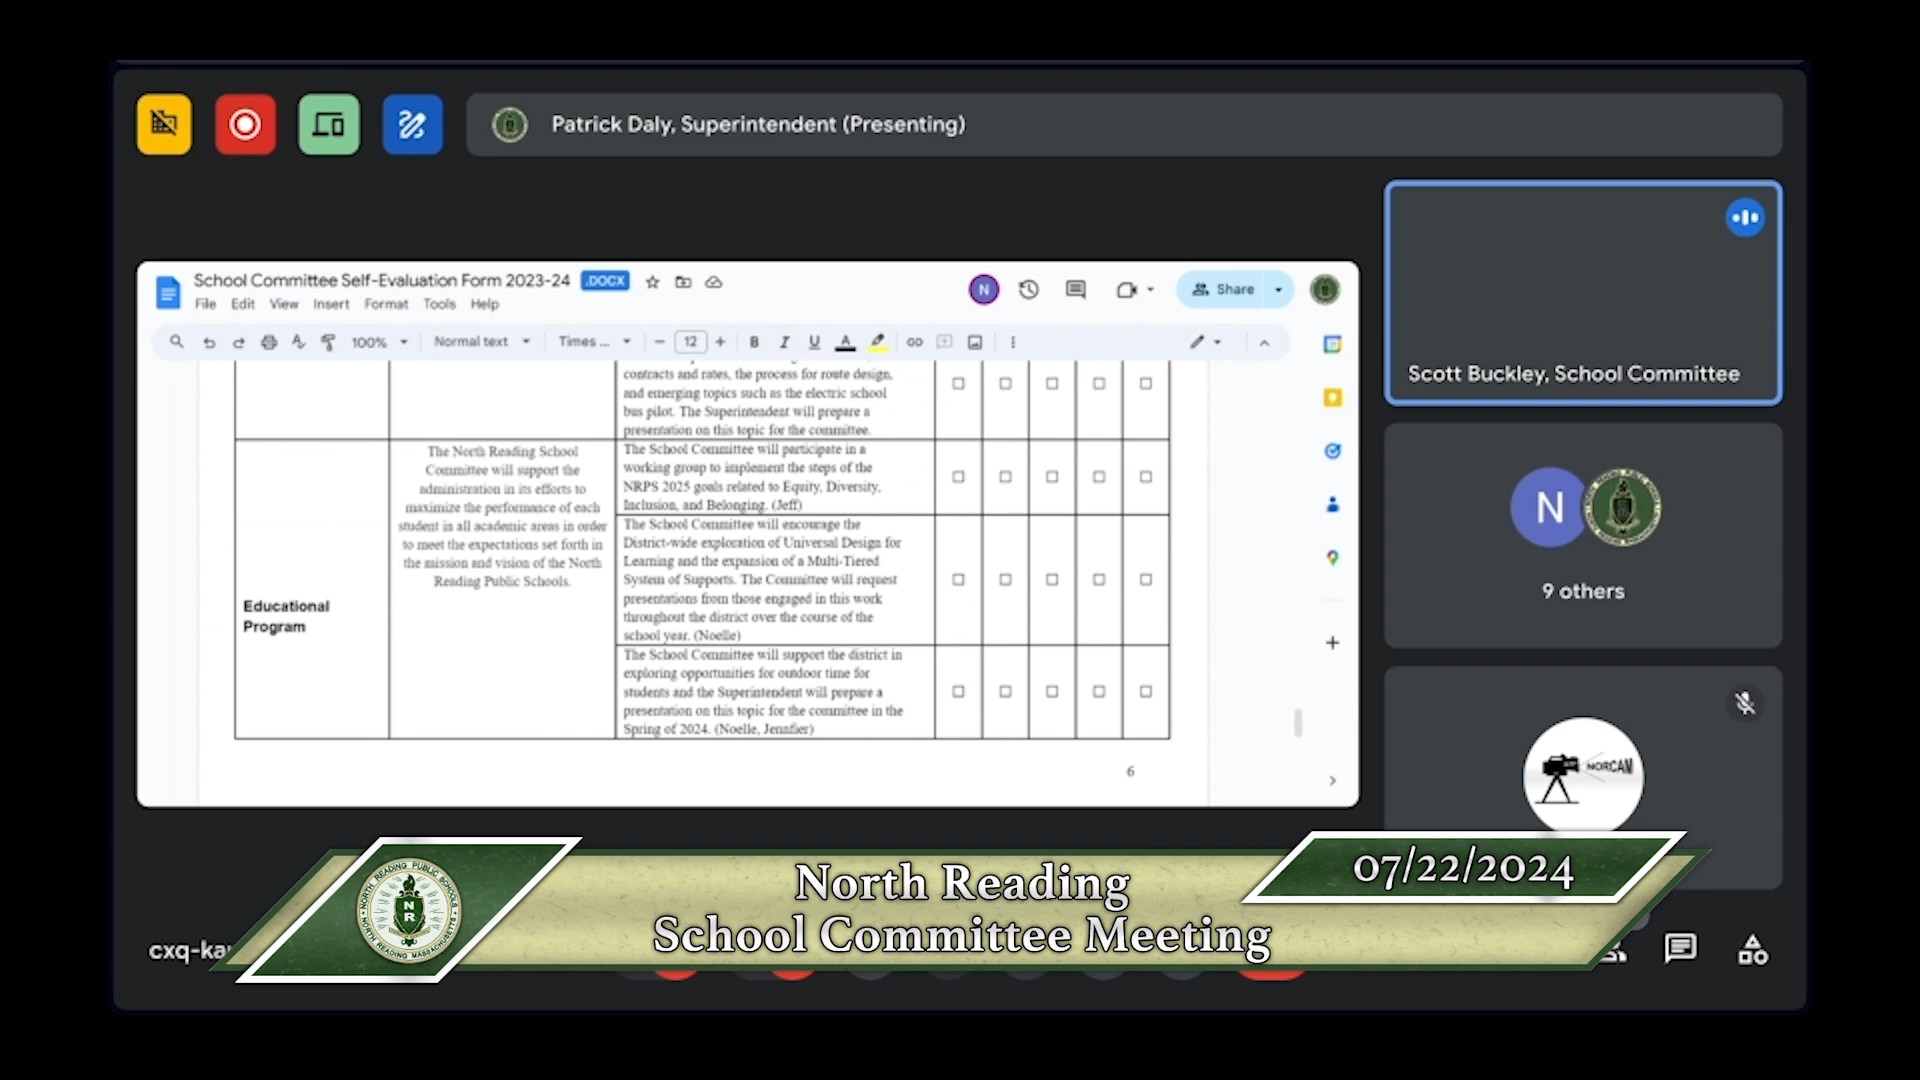 Patrick Daly, Superintendent (Presenting)
School Committee Self-Evaluation Form 2023-24 .DOCX
File Edit View Insert Format Tools Help
N
Share
100% Normal text Times ... 12 B I U A
contracts and rates, the process for route design,
and emerging topics such as the electric school
bus pilot. The Superintendent will prepare a
presentation on this topic for the committee.
Educational
Program
The North Reading School
Committee will support the
administration in its efforts to
maximize the performance of each
student in all academic areas in order
to meet the expectations set forth in
the mission and vision of the North
Reading Public Schools.
The School Committee will participate in a
working group to implement the steps of the
NRPS 2025 goals related to Equity, Diversity,
Inclusion, and Belonging. (Jeff)
The School Committee will encourage the
District-wide exploration of Universal Design for
Learning and the expansion of a Multi-Tiered
System of Supports. The Committee will request
presentations from those engaged in this work
throughout the district over the course of the
school year. (Noelle)
The School Committee will support the district in
exploring opportunities for outdoor time for
students and the Superintendent will prepare a
presentation on this topic for the committee in the
Spring of 2024. (Noelle, Jennfier)
6
Scott Buckley, School Committee
N
9 others
NORCAM
NORTH READING PUBLIC SCHOOLS
NORTH READING MASSACHUSETTS
N R
North Reading
School Committee Meeting
07/22/2024